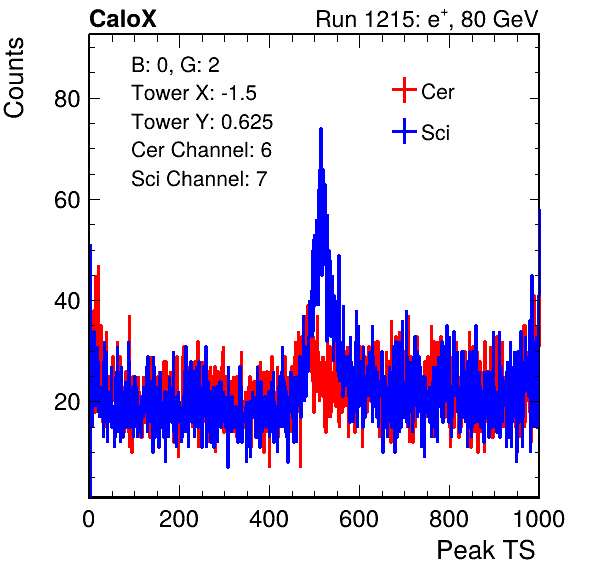 CaloX Run 1215: e⁺, 80 GeV
Counts
B: 0, G: 2
Tower X: -1.5
Tower Y: 0.625
Cer Channel: 6
Sci Channel: 7
Cer
Sci
80
60
40
20
0 200 400 600 800 1000
Peak TS